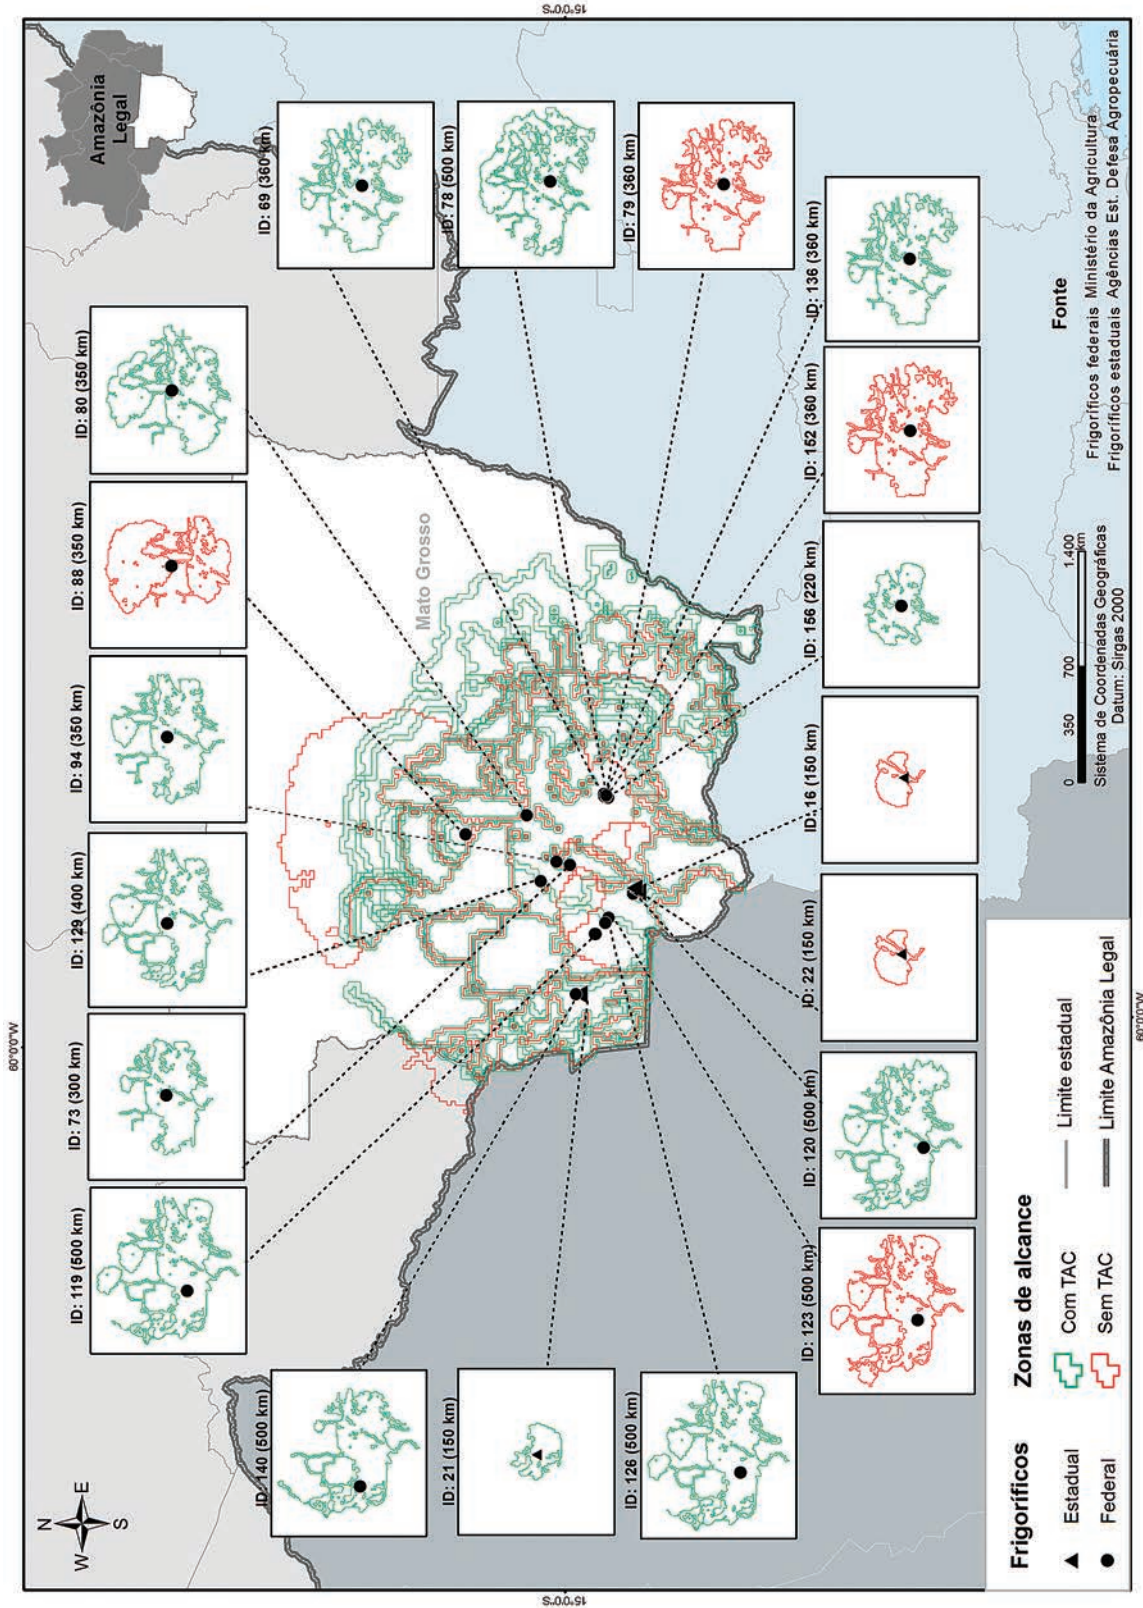 15°0'0"S
60°0'0"W
N
W
E
S
Amazônia
Legal
ID: 119 (500 km)
ID: 73 (300 km)
ID: 129 (400 km)
ID: 94 (350 km)
ID: 88 (350 km)
ID: 80 (350 km)
ID: 140 (500 km)
ID: 21 (150 km)
ID: 126 (500 km)
ID: 69 (360 km)
ID: 78 (500 km)
ID: 79 (360 km)
Mato Grosso
ID: 123 (500 km)
ID: 120 (500 km)
ID: 22 (150 km)
ID: 16 (150 km)
ID: 156 (220 km)
ID: 152 (360 km)
ID: 136 (360 km)
Frigoríficos
Estadual
Federal
Zonas de alcance
Com TAC
Sem TAC
Limite estadual
Limite Amazônia Legal
0 350 700 1.400
km
Sistema de Coordenadas Geográficas
Datum: Sirgas 2000
Fonte
Frigoríficos federais Ministério da Agricultura
Frigoríficos estaduais Agências Est. Defesa Agropecuária
15°0'0"S
60°0'0"W